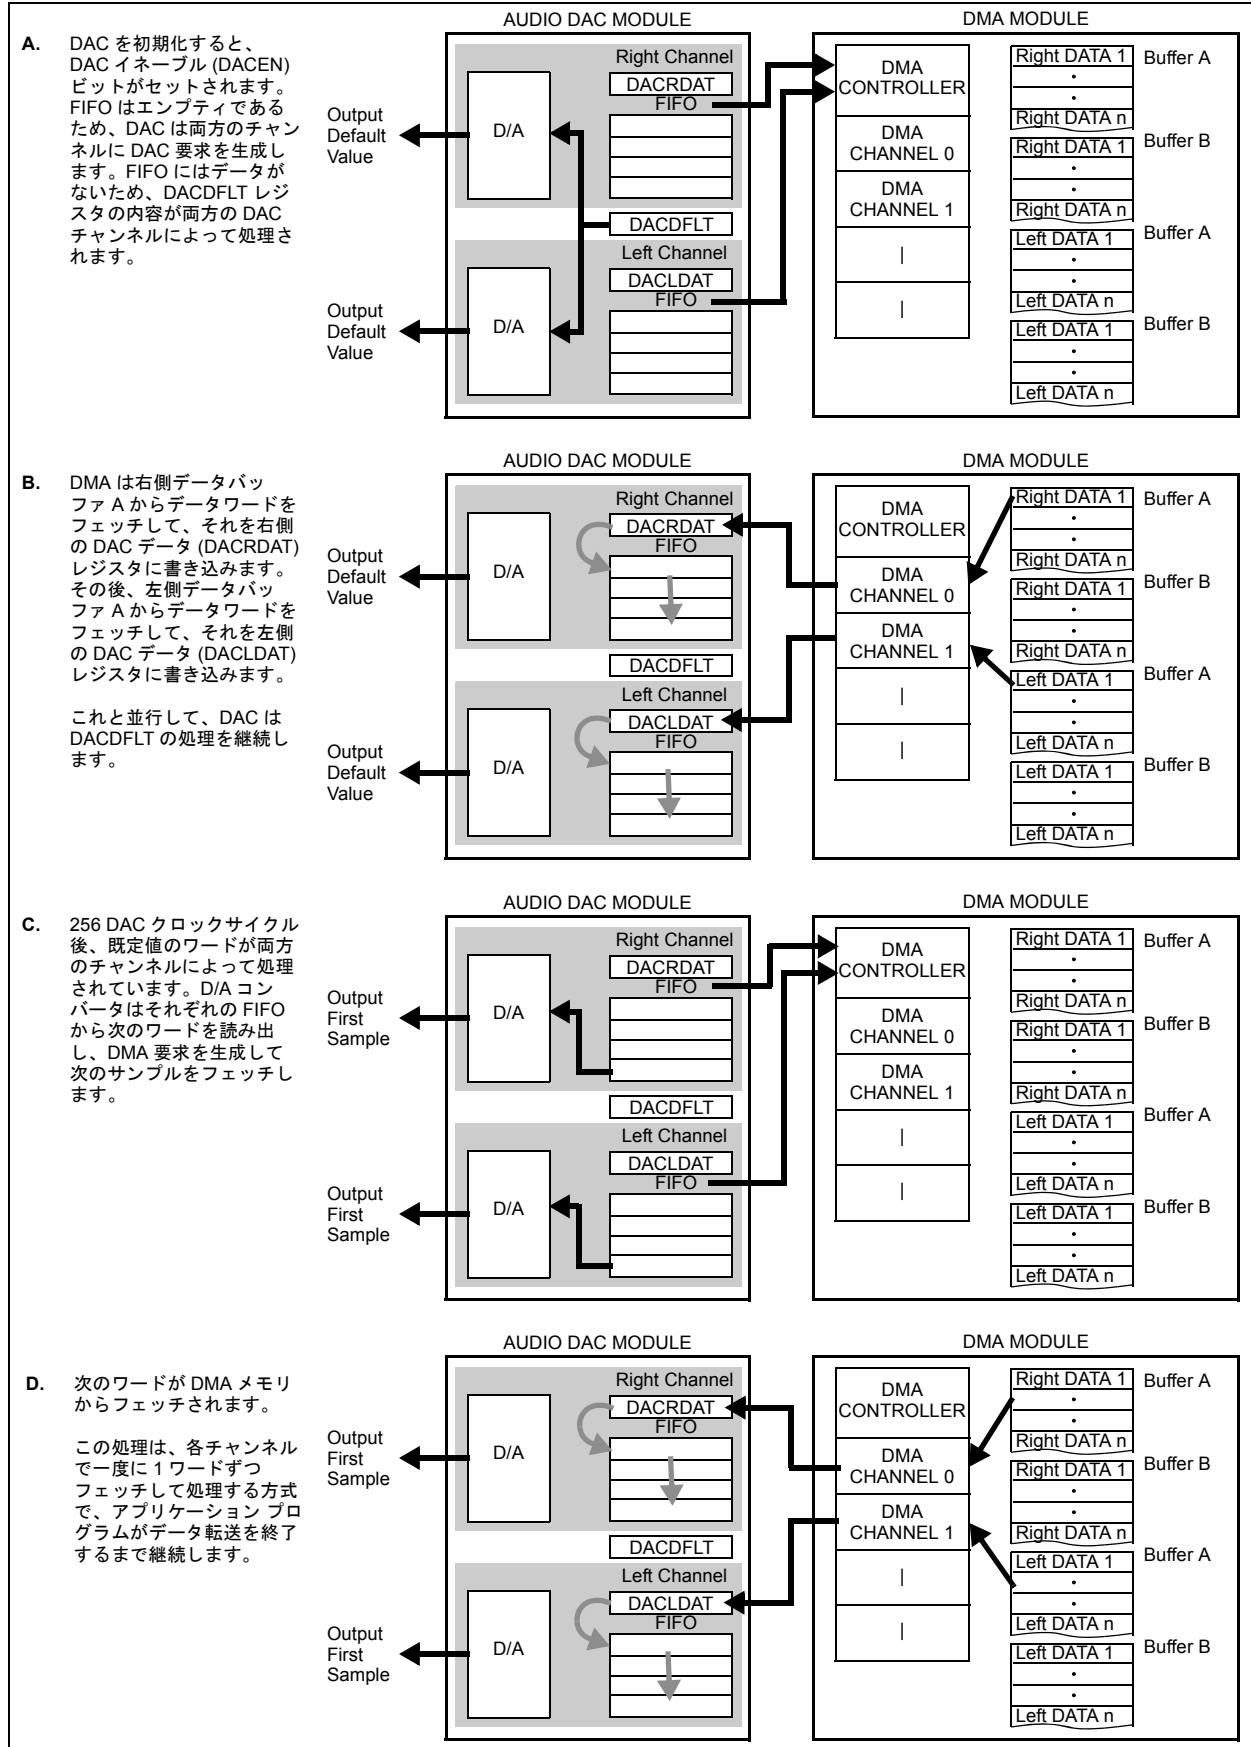 A. DAC を初期化すると、
DAC イネーブル (DACEN)
ビットがセットされます。
FIFO はエンプティである
ため、DAC は両方のチャン
ネルに DAC 要求を生成し
ます。FIFO にはデータが
ないため、DACDFLT レジ
スタの内容が両方の DAC
チャンネルによって処理さ
れます。
AUDIO DAC MODULE
Output
Default
Value
D/A
Right Channel
DACRDAT
FIFO
DACDFLT
Left Channel
DACLDAT
FIFO
Output
Default
Value
D/A
DMA MODULE
DMA
CONTROLLER
DMA
CHANNEL 0
DMA
CHANNEL 1
|
|
Right DATA 1
.
.
Right DATA n
Buffer A
Right DATA 1
.
.
Right DATA n
Buffer B
Left DATA 1
.
.
Left DATA n
Buffer A
Left DATA 1
.
.
Left DATA n
Buffer B
B. DMA は右側データバッ
ファ A からデータワードを
フェッチして、それを右側
の DAC データ (DACRDAT)
レジスタに書き込みます。
その後、左側データバッ
ファ A からデータワードを
フェッチして、それを左側
の DAC データ (DACLDAT)
レジスタに書き込みます。
これと並行して、DAC は
DACDFLT の処理を継続し
ます。
AUDIO DAC MODULE
Output
Default
Value
D/A
Right Channel
DACRDAT
FIFO
DACDFLT
Left Channel
DACLDAT
FIFO
Output
Default
Value
D/A
DMA MODULE
DMA
CONTROLLER
DMA
CHANNEL 0
DMA
CHANNEL 1
|
|
Right DATA 1
.
.
Right DATA n
Buffer A
Right DATA 1
.
.
Right DATA n
Buffer B
Left DATA 1
.
.
Left DATA n
Buffer A
Left DATA 1
.
.
Left DATA n
Buffer B
C. 256 DAC クロックサイクル
後、既定値のワードが両方
のチャンネルによって処理
されています。D/A コン
バータはそれぞれの FIFO
から次のワードを読み出
し、DMA 要求を生成して
次のサンプルをフェッチし
ます。
AUDIO DAC MODULE
Output
First
Sample
D/A
Right Channel
DACRDAT
FIFO
DACDFLT
Left Channel
DACLDAT
FIFO
Output
First
Sample
D/A
DMA MODULE
DMA
CONTROLLER
DMA
CHANNEL 0
DMA
CHANNEL 1
|
|
Right DATA 1
.
.
Right DATA n
Buffer A
Right DATA 1
.
.
Right DATA n
Buffer B
Left DATA 1
.
.
Left DATA n
Buffer A
Left DATA 1
.
.
Left DATA n
Buffer B
D. 次のワードが DMA メモリ
からフェッチされます。
この処理は、各チャンネル
で一度に 1 ワードずつ
フェッチして処理する方式
で、アプリケーション プロ
グラムがデータ転送を終了
するまで継続します。
AUDIO DAC MODULE
Output
First
Sample
D/A
Right Channel
DACRDAT
FIFO
DACDFLT
Left Channel
DACLDAT
FIFO
Output
First
Sample
D/A
DMA MODULE
DMA
CONTROLLER
DMA
CHANNEL 0
DMA
CHANNEL 1
|
|
Right DATA 1
.
.
Right DATA n
Buffer A
Right DATA 1
.
.
Right DATA n
Buffer B
Left DATA 1
.
.
Left DATA n
Buffer A
Left DATA 1
.
.
Left DATA n
Buffer B